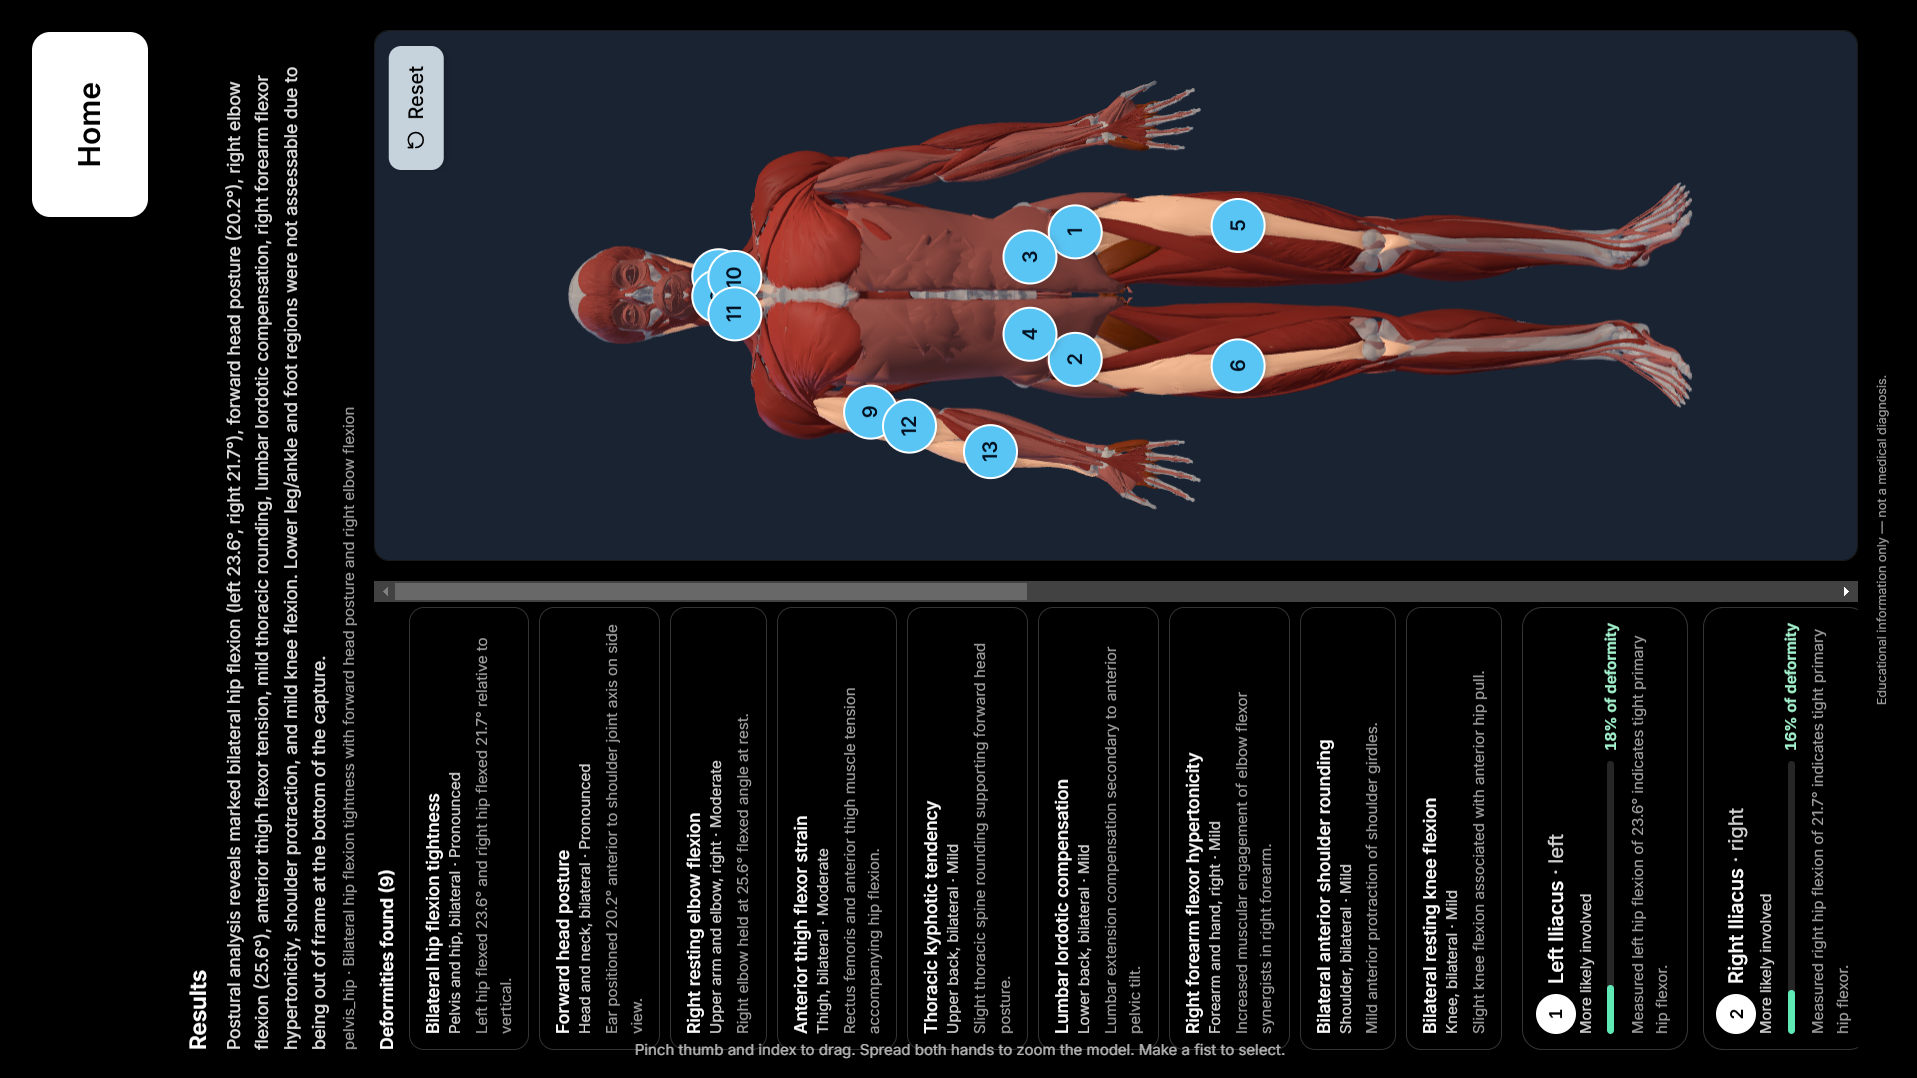 Home
Results
Postural analysis reveals marked bilateral hip flexion (left 23.6°, right 21.7°), forward head posture (20.2°), right elbow
flexion (25.6°), anterior thigh flexor tension, mild thoracic rounding, lumbar lordotic compensation, right forearm flexor
hypertonicity, shoulder protraction, and mild knee flexion. Lower leg/ankle and foot regions were not assessable due to
being out of frame at the bottom of the capture.
pelvis_hip · Bilateral hip flexion tightness with forward head posture and right elbow flexion
Deformities found (9)
Bilateral hip flexion tightness
Pelvis and hip, bilateral · Pronounced
Left hip flexed 23.6° and right hip flexed 21.7° relative to
vertical.
Forward head posture
Head and neck, bilateral · Pronounced
Ear positioned 20.2° anterior to shoulder joint axis on side
view.
Right resting elbow flexion
Upper arm and elbow, right · Moderate
Right elbow held at 25.6° flexed angle at rest.
Anterior thigh flexor strain
Thigh, bilateral · Moderate
Rectus femoris and anterior thigh muscle tension
accompanying hip flexion.
Thoracic kyphotic tendency
Upper back, bilateral · Mild
Slight thoracic spine rounding supporting forward head
posture.
Lumbar lordotic compensation
Lower back, bilateral · Mild
Lumbar extension compensation secondary to anterior
pelvic tilt.
Right forearm flexor hypertonicity
Forearm and hand, right · Mild
Increased muscular engagement of elbow flexor
synergists in right forearm.
Bilateral anterior shoulder rounding
Shoulder, bilateral · Mild
Mild anterior protraction of shoulder girdles.
Bilateral resting knee flexion
Knee, bilateral · Mild
Slight knee flexion associated with anterior hip pull.
1 Left Iliacus · left
More likely involved
18% of deformity
Measured left hip flexion of 23.6° indicates tight primary
hip flexor.
2 Right Iliacus · right
More likely involved
16% of deformity
Measured right hip flexion of 21.7° indicates tight primary
hip flexor.
Reset
10
11
9
12
13
3
1
4
2
5
6
Educational information only — not a medical diagnosis.
Pinch thumb and index to drag. Spread both hands to zoom the model. Make a fist to select.